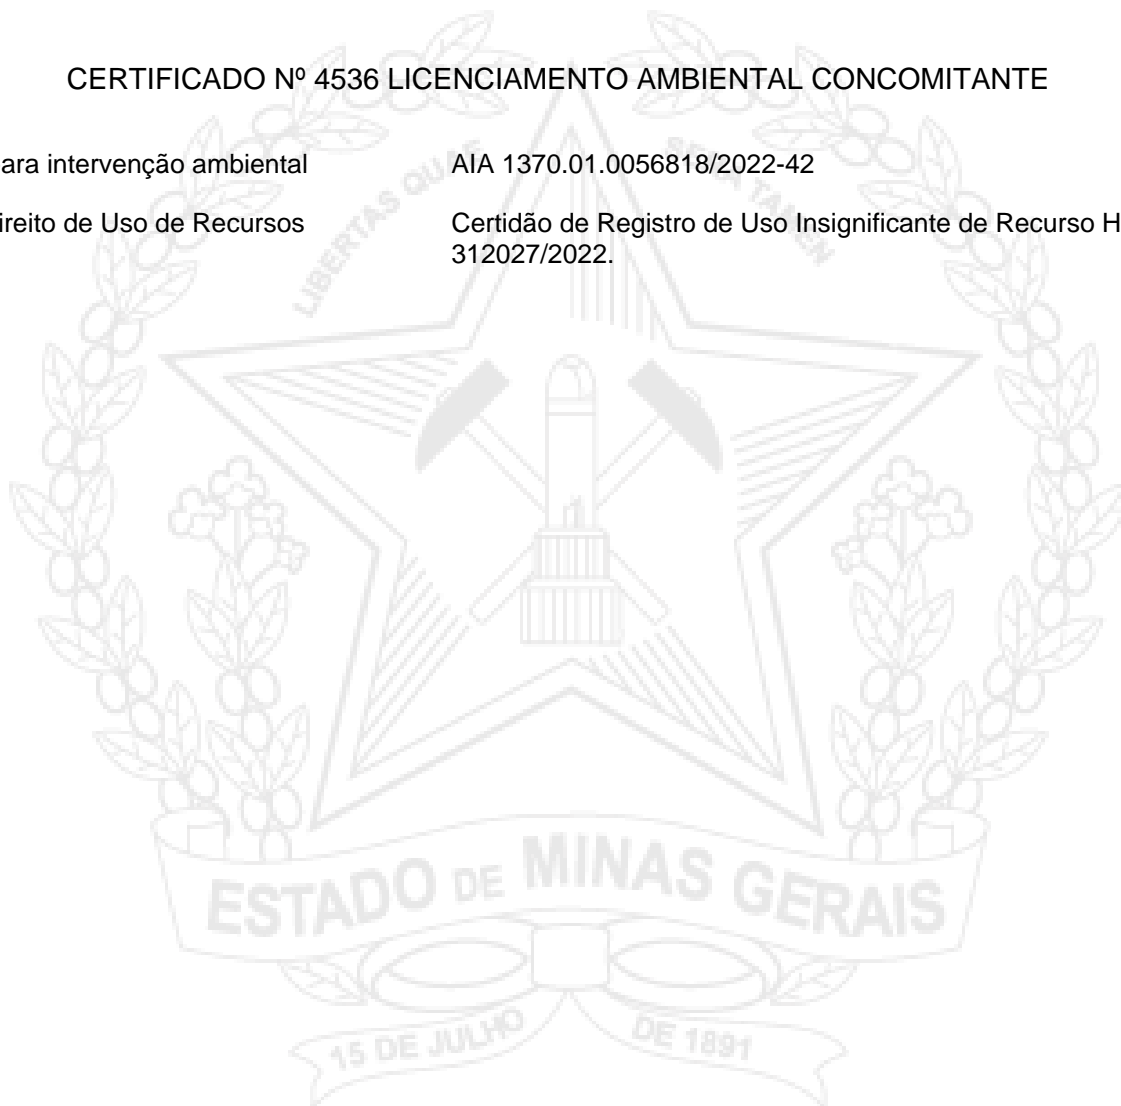 CERTIFICADO Nº 4536 LICENCIAMENTO AMBIENTAL CONCOMITANTE
ara intervenção ambiental AIA 1370.01.0056818/2022-42
ireito de Uso de Recursos Certidão de Registro de Uso Insignificante de Recurso H
312027/2022.
LIBERTAS QUAE SERA TAMEN
ESTADO DE MINAS GERAIS
15 DE JULHO DE 1891